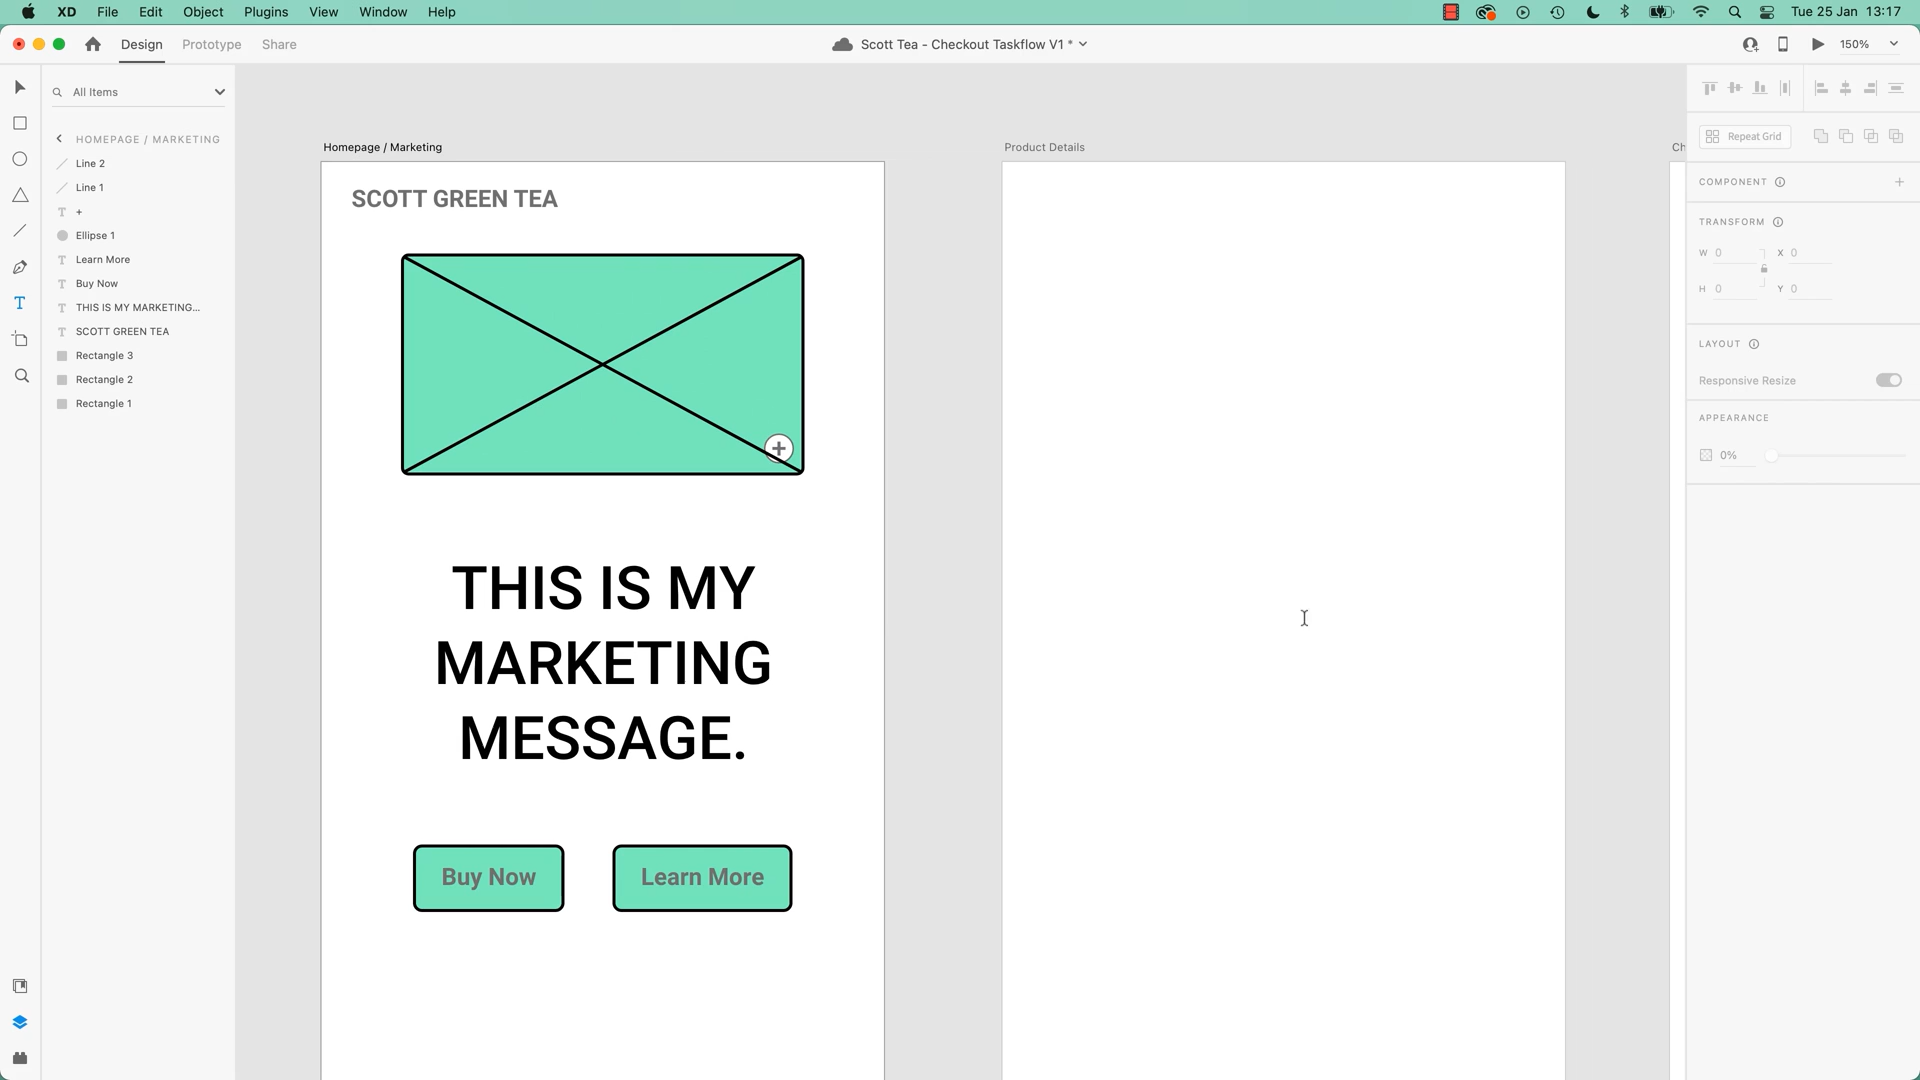 XD File Edit Object Plugins View Window Help Tue 25 Jan 13:17
Design Prototype Share Scott Tea - Checkout Taskflow V1 * 150%
All Items
HOMEPAGE / MARKETING
Line 2
Line 1
+
Ellipse 1
Learn More
Buy Now
THIS IS MY MARKETING...
SCOTT GREEN TEA
Rectangle 3
Rectangle 2
Rectangle 1
Homepage / Marketing
SCOTT GREEN TEA
+
THIS IS MY
MARKETING
MESSAGE.
Buy Now Learn More
Product Details
Ch
Repeat Grid
COMPONENT
TRANSFORM
W 0 X 0
H 0 Y 0
LAYOUT
Responsive Resize
APPEARANCE
0%